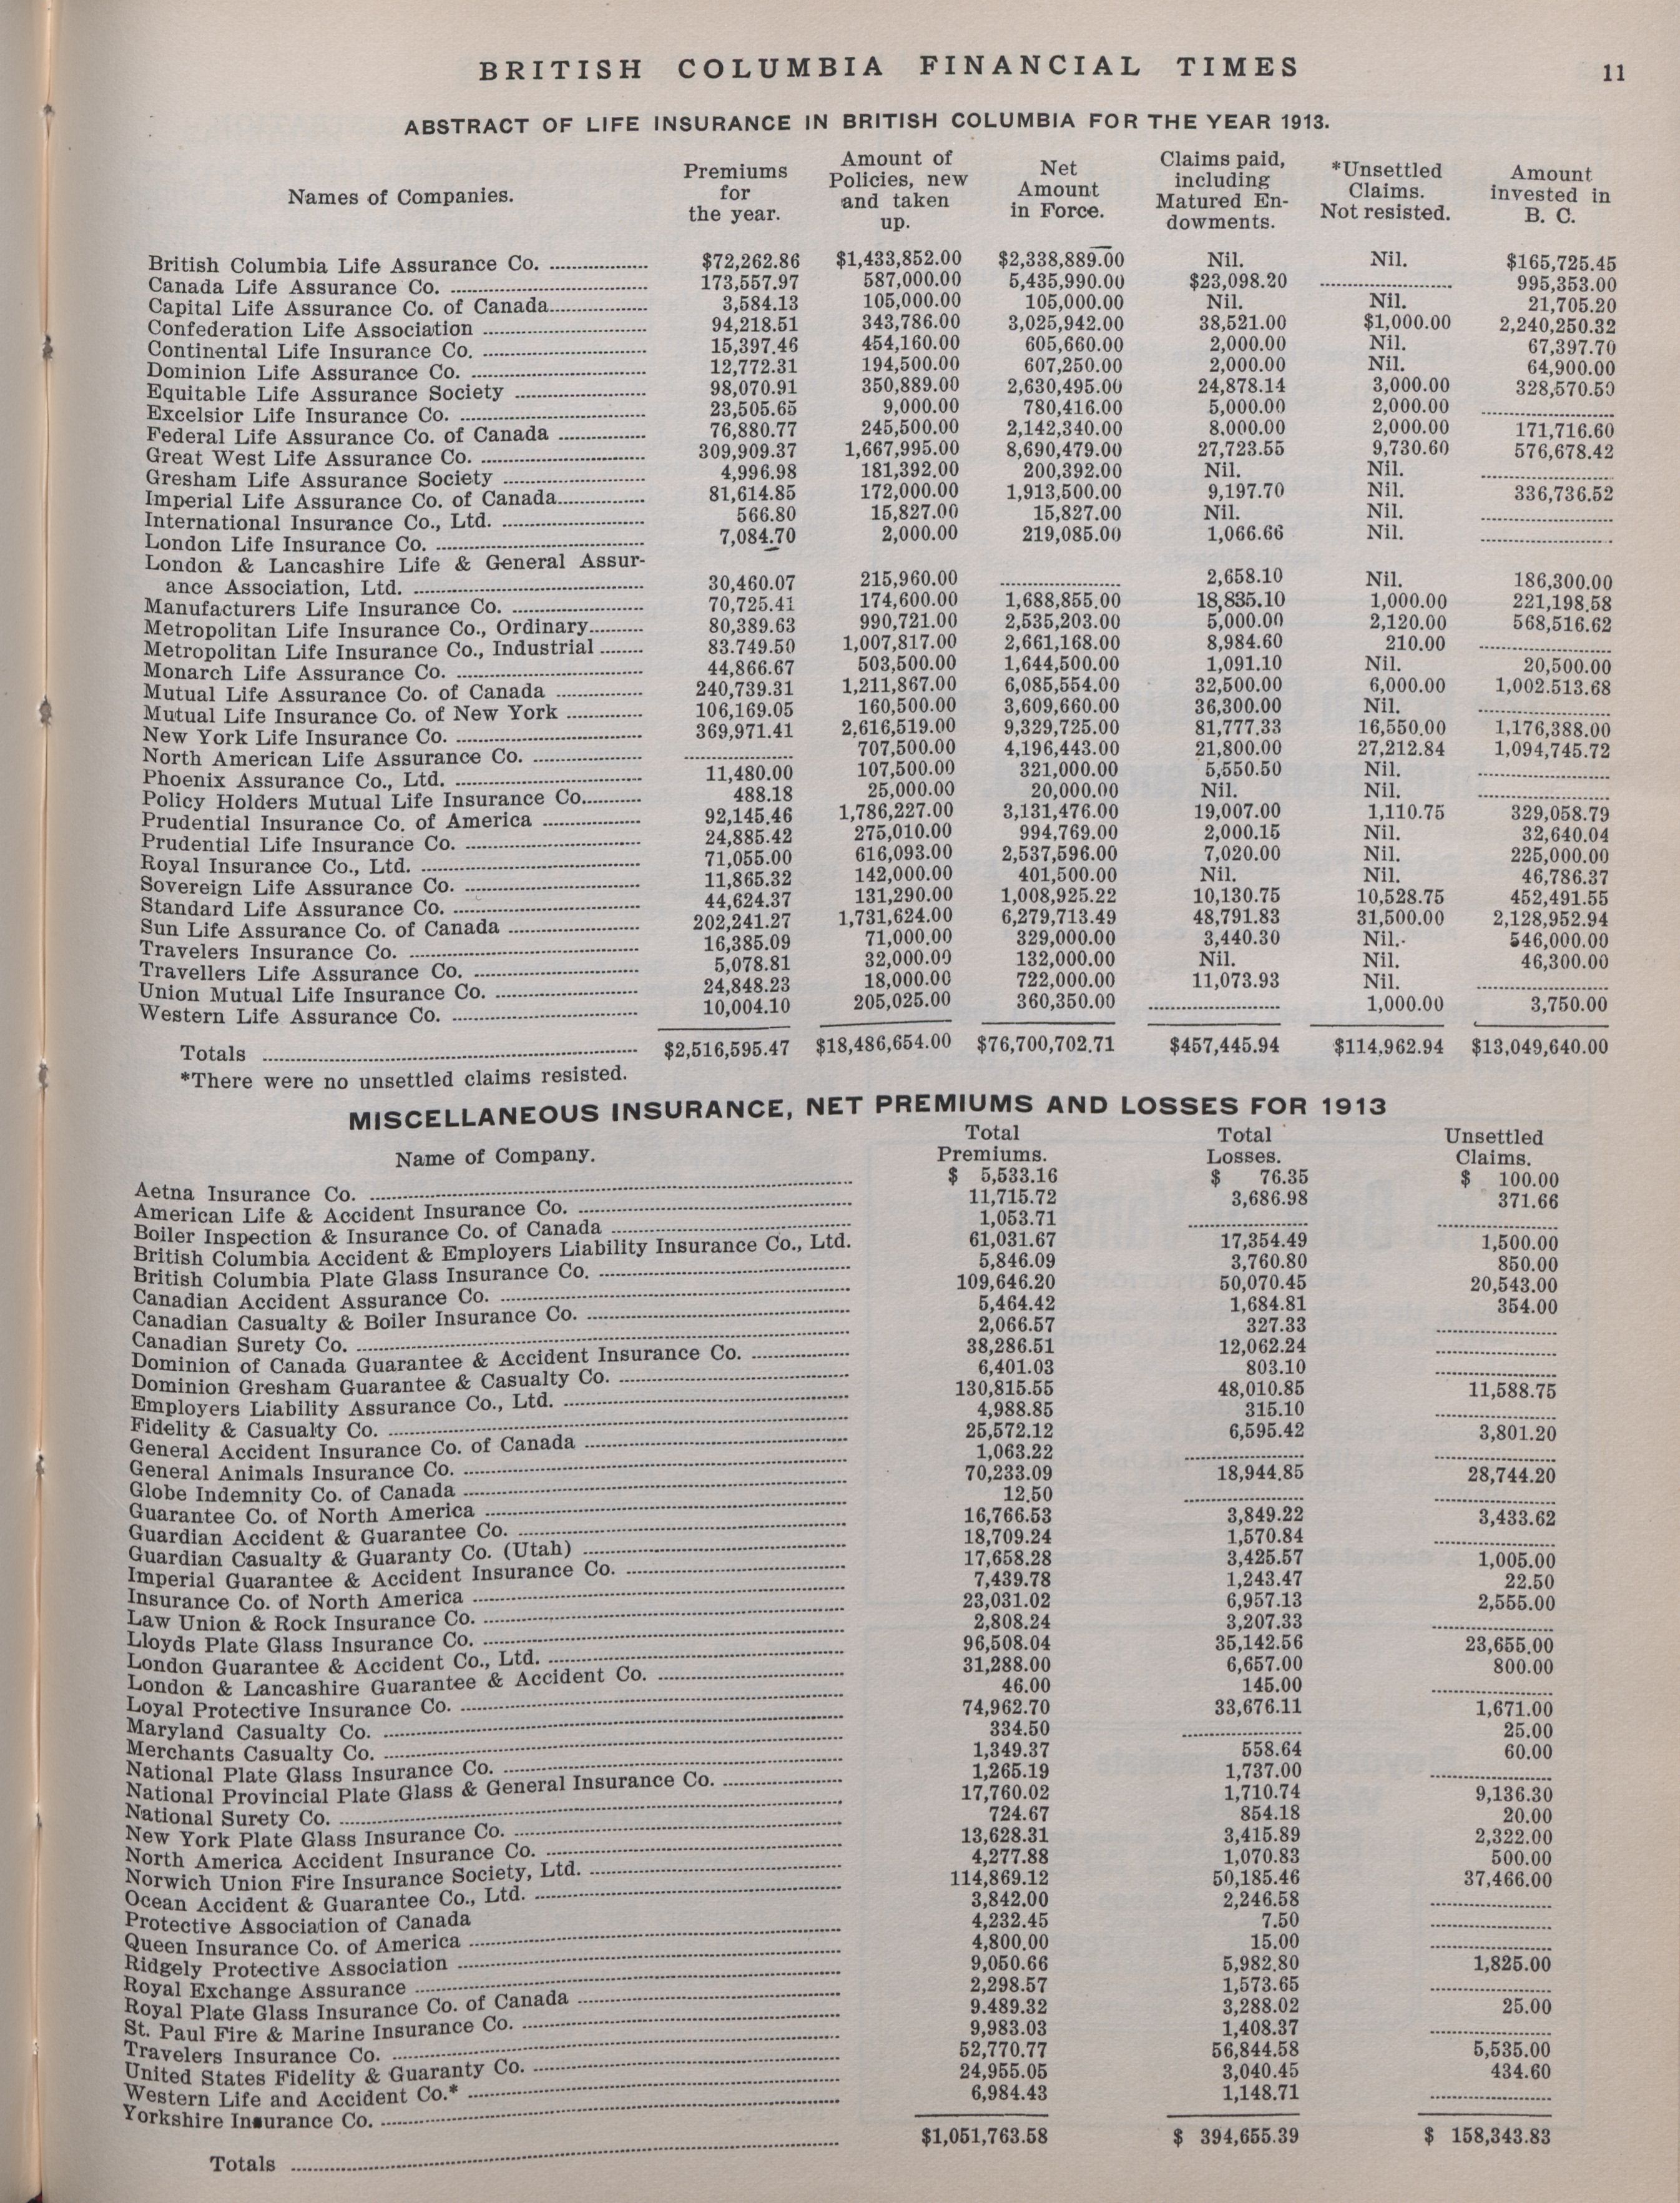 BRITISH COLUMBIA FINANCIAL TIMES 11
ABSTRACT OF LIFE INSURANCE IN BRITISH COLUMBIA FOR THE YEAR 1913.
Names of Companies. Premiums for the year. Amount of Policies, new and taken up. Net Amount in Force. Claims paid, including Matured Endowments. *Unsettled Claims. Not resisted. Amount invested in B. C.
British Columbia Life Assurance Co. $72,262.86 $1,433,852.00 $2,338,889.00 Nil. Nil. $165,725.45
Canada Life Assurance Co. 173,557.97 587,000.00 5,435,990.00 $23,098.20 ........ 995,353.00
Capital Life Assurance Co. of Canada 3,584.13 105,000.00 105,000.00 Nil. Nil. 21,705.20
Confederation Life Association 94,218.51 343,786.00 3,025,942.00 38,521.00 $1,000.00 2,240,250.32
Continental Life Insurance Co. 15,397.46 454,160.00 605,660.00 2,000.00 Nil. 67,397.70
Dominion Life Assurance Co. 12,772.31 194,500.00 607,250.00 2,000.00 Nil. 64,900.00
Equitable Life Assurance Society 98,070.91 350,889.00 2,630,495.00 24,878.14 3,000.00 328,570.50
Excelsior Life Insurance Co. 23,505.65 9,000.00 780,416.00 5,000.00 2,000.00 ........
Federal Life Assurance Co. of Canada 76,880.77 245,500.00 2,142,340.00 8,000.00 2,000.00 171,716.60
Great West Life Assurance Co. 309,909.37 1,667,995.00 8,690,479.00 27,723.55 9,730.60 576,678.42
Gresham Life Assurance Society 4,996.98 181,392.00 200,392.00 Nil. Nil. ........
Imperial Life Assurance Co. of Canada 81,614.85 172,000.00 1,913,500.00 9,197.70 Nil. 336,736.52
International Insurance Co., Ltd. 566.80 15,827.00 15,827.00 Nil. Nil. ........
London Life Insurance Co. 7,084.70 2,000.00 219,085.00 1,066.66 Nil. ........
London & Lancashire Life & General Assur-
ance Association, Ltd. 30,460.07 215,960.00 ........ 2,658.10 Nil. 186,300.00
Manufacturers Life Insurance Co. 70,725.41 174,600.00 1,688,855.00 18,835.10 1,000.00 221,198.58
Metropolitan Life Insurance Co., Ordinary 80,389.63 990,721.00 2,535,203.00 5,000.00 2,120.00 568,516.62
Metropolitan Life Insurance Co., Industrial 83.749.50 1,007,817.00 2,661,168.00 8,984.60 210.00 ........
Monarch Life Assurance Co. 44,866.67 503,500.00 1,644,500.00 1,091.10 Nil. 20,500.00
Mutual Life Assurance Co. of Canada 240,739.31 1,211,867.00 6,085,554.00 32,500.00 6,000.00 1,002.513.68
Mutual Life Insurance Co. of New York 106,169.05 160,500.00 3,609,660.00 36,300.00 Nil. ........
New York Life Insurance Co. 369,971.41 2,616,519.00 9,329,725.00 81,777.33 16,550.00 1,176,388.00
North American Life Assurance Co. ........ 707,500.00 4,196,443.00 21,800.00 27,212.84 1,094,745.72
Phoenix Assurance Co., Ltd. 11,480.00 107,500.00 321,000.00 5,550.50 Nil. ........
Policy Holders Mutual Life Insurance Co. 488.18 25,000.00 20,000.00 Nil. Nil. ........
Prudential Insurance Co. of America 92,145.46 1,786,227.00 3,131,476.00 19,007.00 1,110.75 329,058.79
Prudential Life Insurance Co. 24,885.42 275,010.00 994,769.00 2,000.15 Nil. 32,640.04
Royal Insurance Co., Ltd. 71,055.00 616,093.00 2,537,596.00 7,020.00 Nil. 225,000.00
Sovereign Life Assurance Co. 11,865.32 142,000.00 401,500.00 Nil. Nil. 46,786.37
Standard Life Assurance Co. 44,624.37 131,290.00 1,008,925.22 10,130.75 10,528.75 452,491.55
Sun Life Assurance Co. of Canada 202,241.27 1,731,624.00 6,279,713.49 48,791.83 31,500.00 2,128,952.94
Travelers Insurance Co. 16,385.09 71,000.00 329,000.00 3,440.30 Nil. 546,000.00
Travellers Life Assurance Co. 5,078.81 32,000.00 132,000.00 Nil. Nil. 46,300.00
Union Mutual Life Insurance Co. 24,848.23 18,000.00 722,000.00 11,073.93 Nil. ........
Western Life Assurance Co. 10,004.10 205,025.00 360,350.00 ........ 1,000.00 3,750.00
Totals $2,516,595.47 $18,486,654.00 $76,700,702.71 $457,445.94 $114,962.94 $13,049,640.00
*There were no unsettled claims resisted.
MISCELLANEOUS INSURANCE, NET PREMIUMS AND LOSSES FOR 1913
Name of Company. Total Premiums. Total Losses. Unsettled Claims.
Aetna Insurance Co. $ 5,533.16 $ 76.35 $ 100.00
American Life & Accident Insurance Co. 11,715.72 3,686.98 371.66
Boiler Inspection & Insurance Co. of Canada 1,053.71 ........ ........
British Columbia Accident & Employers Liability Insurance Co., Ltd. 61,031.67 17,354.49 1,500.00
British Columbia Plate Glass Insurance Co. 5,846.09 3,760.80 850.00
Canadian Accident Assurance Co. 109,646.20 50,070.45 20,543.00
Canadian Casualty & Boiler Insurance Co. 5,464.42 1,684.81 354.00
Canadian Surety Co. 2,066.57 327.33 ........
Dominion of Canada Guarantee & Accident Insurance Co. 38,286.51 12,062.24 ........
Dominion Gresham Guarantee & Casualty Co. 6,401.03 803.10 ........
Employers Liability Assurance Co., Ltd. 130,815.55 48,010.85 11,588.75
Fidelity & Casualty Co. 4,988.85 315.10 ........
General Accident Insurance Co. of Canada 25,572.12 6,595.42 3,801.20
General Animals Insurance Co. 1,063.22 ........ ........
Globe Indemnity Co. of Canada 70,233.09 18,944.85 28,744.20
Guarantee Co. of North America 12.50 ........ ........
Guardian Accident & Guarantee Co. 16,766.53 3,849.22 3,433.62
Guardian Casualty & Guaranty Co. (Utah) 18,709.24 1,570.84 ........
Imperial Guarantee & Accident Insurance Co. 17,658.28 3,425.57 1,005.00
Insurance Co. of North America 7,439.78 1,243.47 22.50
Law Union & Rock Insurance Co. 23,031.02 6,957.13 2,555.00
Lloyds Plate Glass Insurance Co. 2,808.24 3,207.33 ........
London Guarantee & Accident Co., Ltd. 96,508.04 35,142.56 23,655.00
London & Lancashire Guarantee & Accident Co. 31,288.00 6,657.00 800.00
Loyal Protective Insurance Co. 46.00 145.00 ........
Maryland Casualty Co. 74,962.70 33,676.11 1,671.00
Merchants Casualty Co. 334.50 ........ 25.00
National Plate Glass Insurance Co. 1,349.37 558.64 60.00
National Provincial Plate Glass & General Insurance Co. 1,265.19 1,737.00 ........
National Surety Co. 17,760.02 1,710.74 9,136.30
New York Plate Glass Insurance Co. 724.67 854.18 20.00
North America Accident Insurance Co. 13,628.31 3,415.89 2,322.00
Norwich Union Fire Insurance Society, Ltd. 4,277.88 1,070.83 500.00
Ocean Accident & Guarantee Co., Ltd. 114,869.12 50,185.46 37,466.00
Protective Association of Canada 3,842.00 2,246.58 ........
Queen Insurance Co. of America 4,232.45 7.50 ........
Ridgely Protective Association 4,800.00 15.00 ........
Royal Exchange Assurance 9,050.66 5,982.80 1,825.00
Royal Plate Glass Insurance Co. of Canada 2,298.57 1,573.65 ........
St. Paul Fire & Marine Insurance Co. 9.489.32 3,288.02 25.00
Travelers Insurance Co. 9,983.03 1,408.37 ........
United States Fidelity & Guaranty Co. 52,770.77 56,844.58 5,535.00
Western Life and Accident Co.* 24,955.05 3,040.45 434.60
Yorkshire Insurance Co. 6,984.43 1,148.71 ........
Totals $1,051,763.58 $ 394,655.39 $ 158,343.83